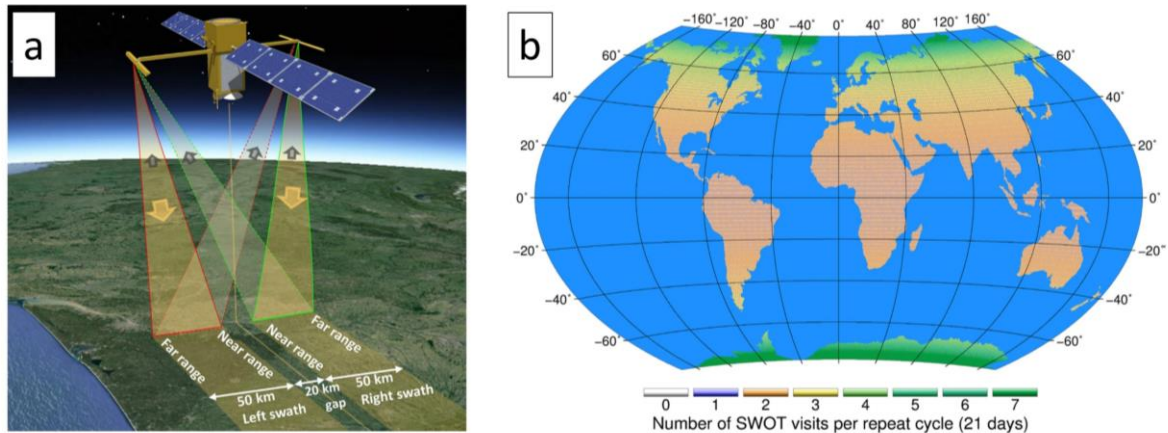 a
Far range
Near range
Near range
Far range
50 km
20 km
50 km
Left swath
gap
Right swath
b
-160° -120° -80° -40° 0 40° 80° 120° 160°
60° 60°
40° 40°
20° 20°
0° 0°
-20° -20°
-40° -40°
-60° -60°
0 1 2 3 4 5 6 7
Number of SWOT visits per repeat cycle (21 days)